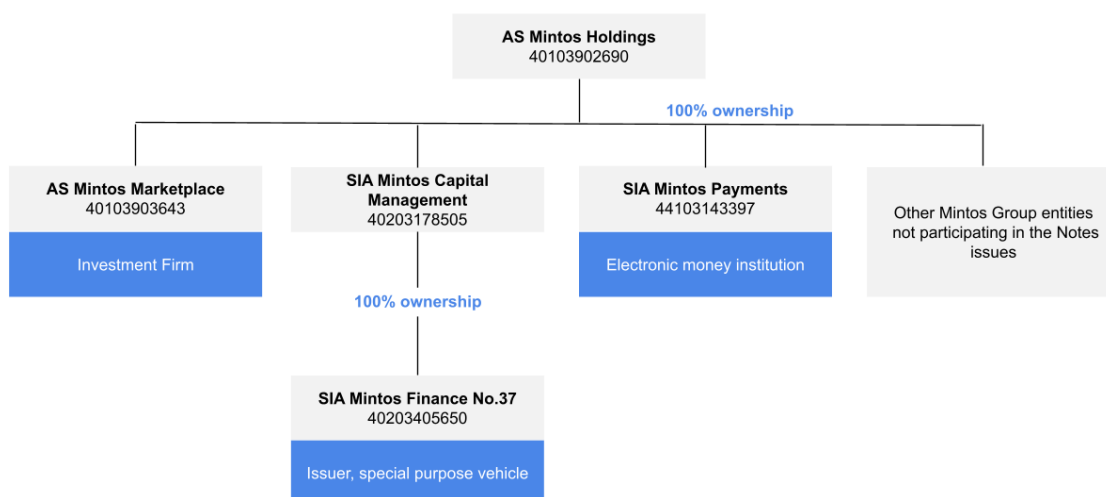 AS Mintos Holdings
40103902690
100% ownership
AS Mintos Marketplace
40103903643
Investment Firm
SIA Mintos Capital
Management
40203178505
SIA Mintos Payments
44103143397
Electronic money institution
Other Mintos Group entities
not participating in the Notes
issues
100% ownership
SIA Mintos Finance No.37
40203405650
Issuer, special purpose vehicle